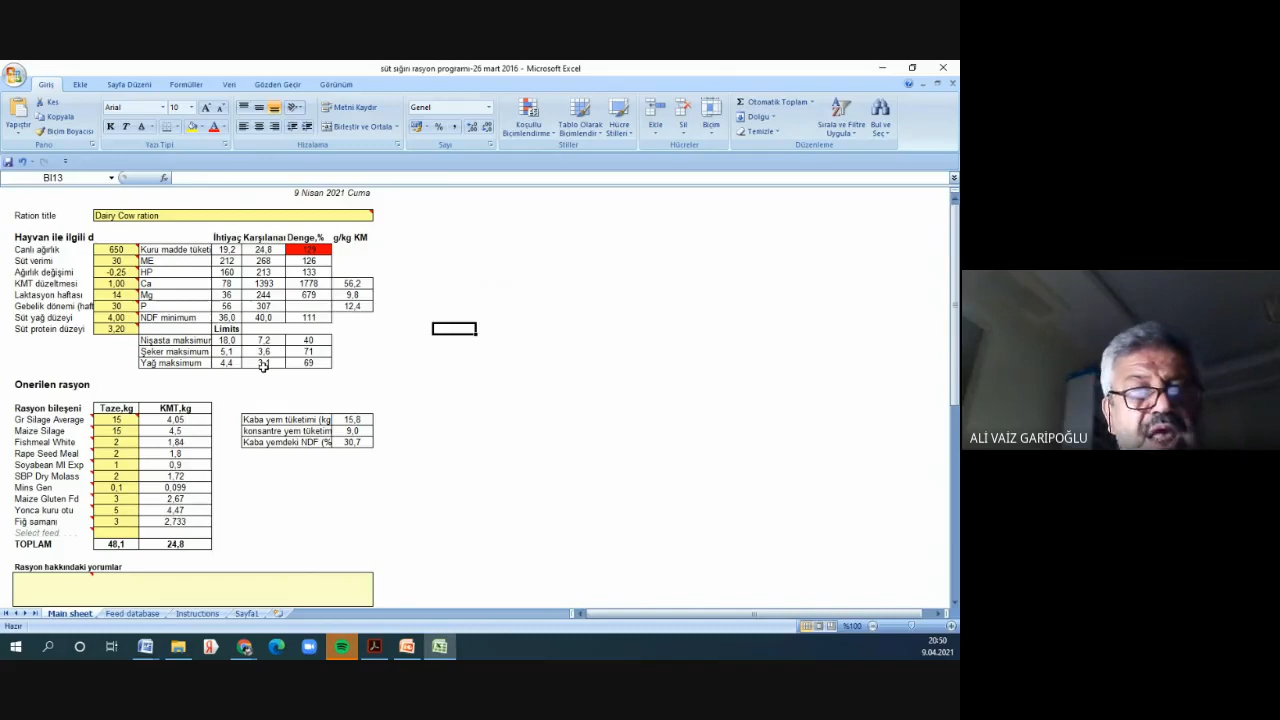 süt sığırı rasyon programı-26 mart 2016 - Microsoft Excel
Giriş Ekle Sayfa Düzeni Formüller Veri Gözden Geçir Görünüm
Yapıştır Kes Kopyala Biçim Boyacısı Pano
Arial 10 K T A Yazı Tipi
Metni Kaydır Birleştir ve Ortala Hizalama
Genel % Sayı
Koşullu Biçimlendirme Tablo Olarak Biçimlendir Hücre Stilleri Stiller
Ekle Sil Biçim Hücreler
Σ Otomatik Toplam Dolgu Temizle Sırala ve Filtre Uygula Bul ve Seç Düzenleme
BI13 fx
9 Nisan 2021 Cuma
Ration title Dairy Cow ration
Hayvan ile ilgili d İhtiyaç Karşılanan Denge,% g/kg KM
Canlı ağırlık 650 Kuru madde tüketi 19,2 24,8 129
Süt verimi 30 ME 212 268 126
Ağırlık değişimi -0,25 HP 160 213 133
KMT düzeltmesi 1,00 Ca 78 1393 1778 56,2
Laktasyon haftası 14 Mg 36 244 679 9,8
Gebelik dönemi (haft 30 P 56 307 12,4
Süt yağ düzeyi 4,00 NDF minimum 36,0 40,0 111
Süt protein düzeyi 3,20 Limits
Nişasta maksimur 18,0 7,2 40
Şeker maksimum 5,1 3,6 71
Yağ maksimum 4,4 69
Onerilen rasyon
Rasyon bileşeni Taze,kg KMT,kg
Gr Silage Average 15 4,05 Kaba yem tüketimi (kg 15,8
Maize Silage 15 4,5 konsantre yem tüketim 9,0
Fishmeal White 2 1,84 Kaba yemdeki NDF (% 30,7
Rape Seed Meal 2 1,8
Soyabean Ml Exp 1 0,9
SBP Dry Molass 2 1,72
Mins Gen 0,1 0,099
Maize Gluten Fd 3 2,67
Yonca kuru otu 5 4,47
Fiğ samanı 3 2,733
Select feed . . . .
TOPLAM 48,1 24,8
Rasyon hakkındaki yorumlar
Main sheet Feed database Instructions Sayfa1
Hazır %100
20:50
9.04.2021
ALİ VAİZ GARİPOĞLU